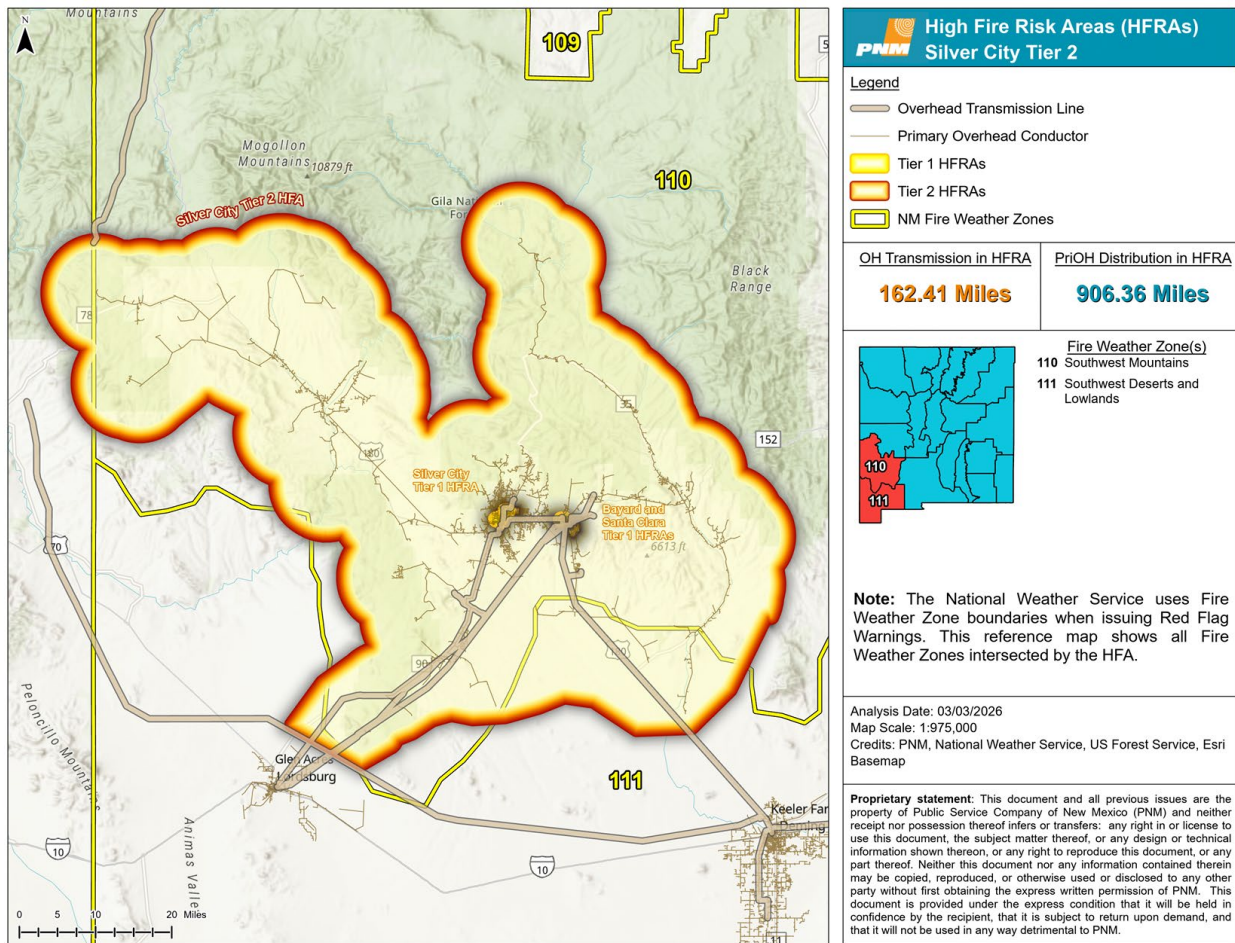 N
Mountains
109
5
Mogollon
Mountains
10879 ft
110
Silver City Tier 2 HFA
Black
Range
78
35
152
180
Silver City
Tier 1 HFRA
Bayard and
Santa Clara
Tier 1 HFRAs
6613 ft
70
90
Peloncillo Mountains
Glen Acres
Lordsburg
111
Keeler Far
Deming
10
10
Animas Valley
11
0 5 10 20 Miles
PNM
High Fire Risk Areas (HFRAs)
Silver City Tier 2
Legend
Overhead Transmission Line
Primary Overhead Conductor
Tier 1 HFRAs
Tier 2 HFRAs
NM Fire Weather Zones
OH Transmission in HFRA
162.41 Miles
PriOH Distribution in HFRA
906.36 Miles
Fire Weather Zone(s)
110 Southwest Mountains
111 Southwest Deserts and
Lowlands
110
111
Note: The National Weather Service uses Fire
Weather Zone boundaries when issuing Red Flag
Warnings. This reference map shows all Fire
Weather Zones intersected by the HFA.
Analysis Date: 03/03/2026
Map Scale: 1:975,000
Credits: PNM, National Weather Service, US Forest Service, Esri
Basemap
Proprietary statement: This document and all previous issues are the
property of Public Service Company of New Mexico (PNM) and neither
receipt nor possession thereof infers or transfers: any right in or license to
use this document, the subject matter thereof, or any design or technical
information shown thereon, or any right to reproduce this document, or any
part thereof. Neither this document nor any information contained therein
may be copied, reproduced, or otherwise used or disclosed to any other
party without first obtaining the express written permission of PNM. This
document is provided under the express condition that it will be held in
confidence by the recipient, that it is subject to return upon demand, and
that it will not be used in any way detrimental to PNM.